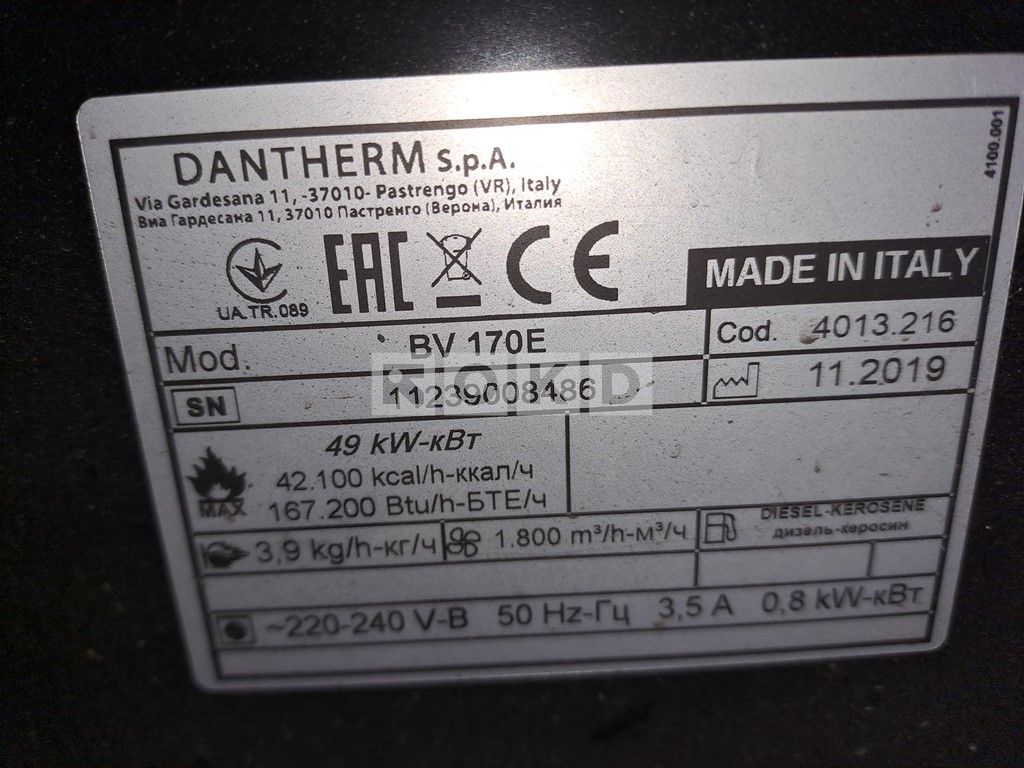 4100.001
DANTHERM S.p.A.
Via Gardesana 11, -37010- Pastrengo (VR), Italy
Виа Гардесана 11, 37010 Пастренго (Верона), Италия
UA.TR.089
EAC CE
MADE IN ITALY
Mod. BV 170E
Cod. 4013.216
SN 11239008486
11.2019
49 kW-кВт
42.100 kcal/h-ккал/ч
MAX 167.200 Btu/h-БТЕ/ч
3,9 kg/h-кг/ч 1.800 m³/h-м³/ч
DIESEL-KEROSENE
дизель-керосин
~220-240 V-В 50 Hz-Гц 3,5 A 0,8 kW-кВт